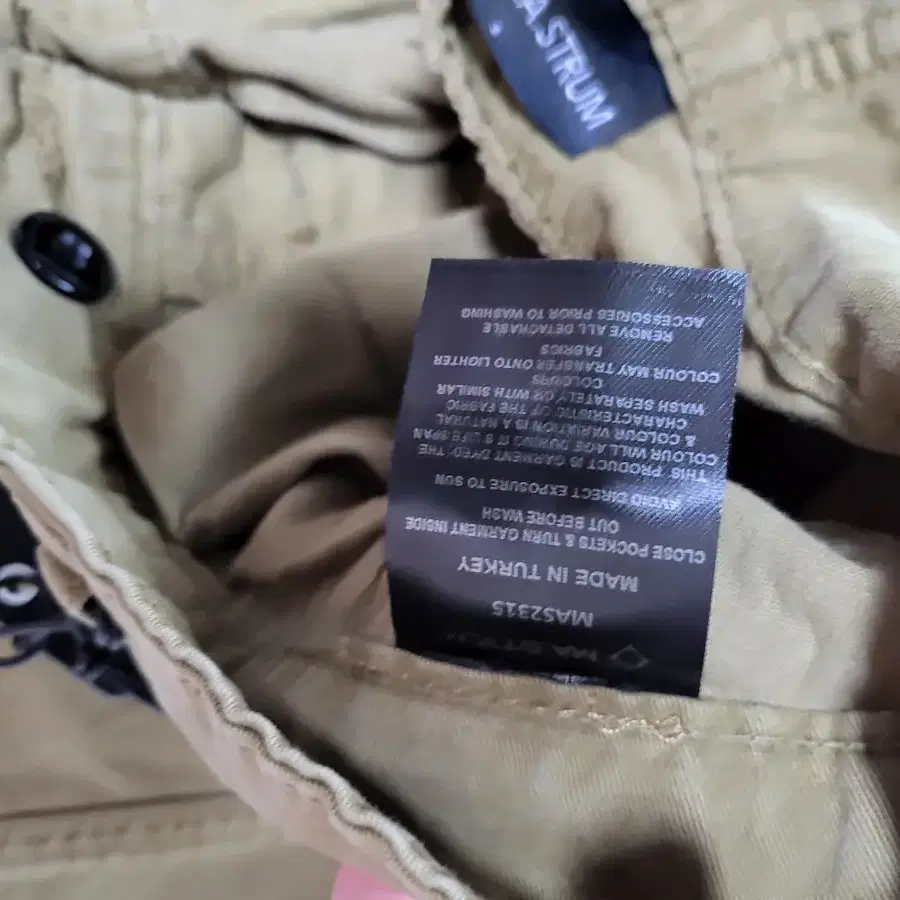 A.STRUM
MA.STRUM
MAS2315
MADE IN TURKEY
CLOSE POCKETS & TURN GARMENT INSIDE
OUT BEFORE WASH
AVOID DIRECT EXPOSURE TO SUN
THIS PRODUCT IS GARMENT DYED: THE
COLOUR WILL AGE DURING IT'S LIFE SPAN
& COLOUR VARIATION IS A NATURAL
CHARACTERISTIC OF THE FABRIC
WASH SEPARATELY OR WITH SIMILAR
COLOURS
COLOUR MAY TRANSFER ONTO LIGHTER
FABRICS
REMOVE ALL DETACHABLE
ACCESSORIES PRIOR TO WASHING